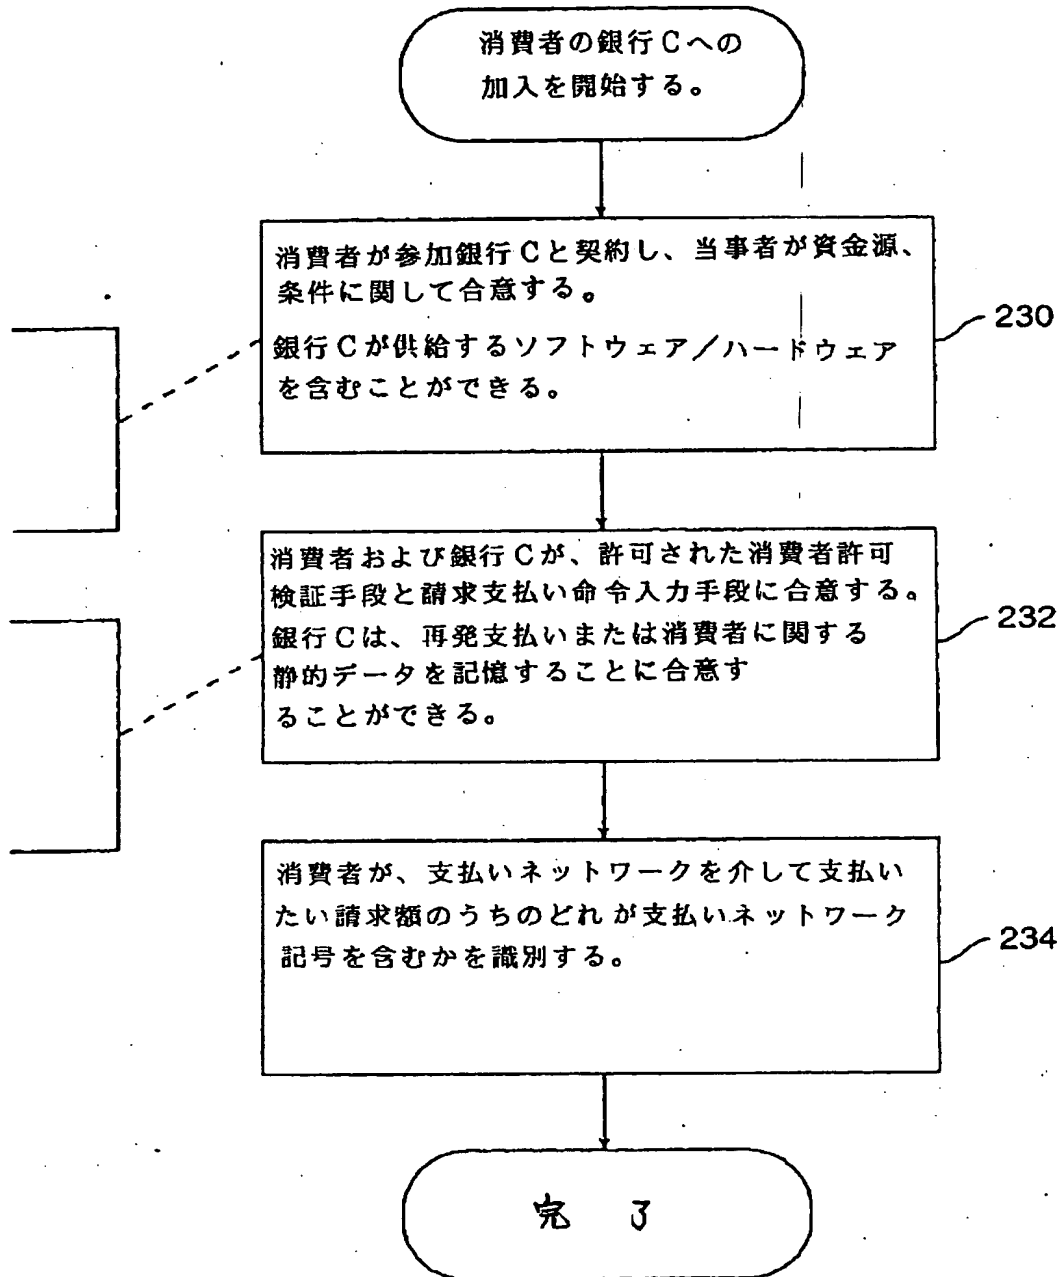 消費者の銀行Cへの
加入を開始する。
消費者が参加銀行Cと契約し、当事者が資金源、
条件に関して合意する。
銀行Cが供給するソフトウェア／ハードウェア
を含むことができる。
230
消費者および銀行Cが、許可された消費者許可
検証手段と請求支払い命令入力手段に合意する。
銀行Cは、再発支払いまたは消費者に関する
静的データを記憶することに合意す
ることができる。
232
消費者が、支払いネットワークを介して支払い
たい請求額のうちのどれが支払いネットワーク
記号を含むかを識別する。
234
完 了